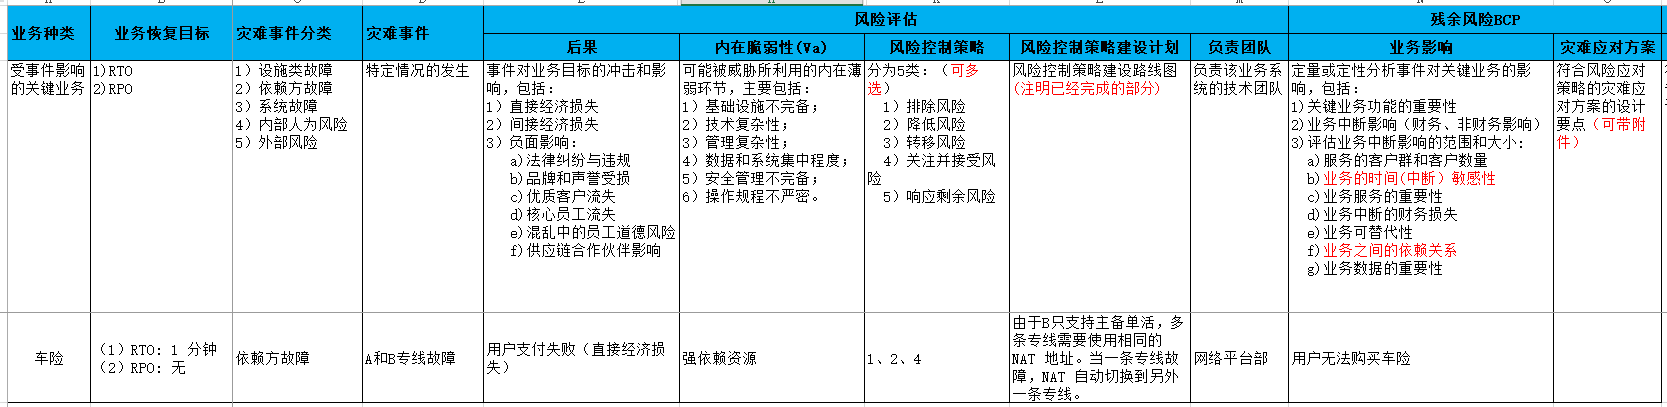 风险评估
残余风险BCP
业务种类
业务恢复目标
灾难事件分类
灾难事件
后果
内在脆弱性(Va)
风险控制策略
风险控制策略建设计划
负责团队
业务影响
灾难应对方案
受事件影响
的关键业务
1)RTO
2)RPO
1）设施类故障
2）依赖方故障
3）系统故障
4）内部人为风险
5）外部风险
特定情况的发生
事件对业务目标的冲击和影
响，包括：
1）直接经济损失
2）间接经济损失
3）负面影响：
a)法律纠纷与违规
b)品牌和声誉受损
c)优质客户流失
d)核心员工流失
e)混乱中的员工道德风险
f)供应链合作伙伴影响
可能被威胁所利用的内在薄
弱环节，主要包括：
1）基础设施不完备；
2）技术复杂性；
3）管理复杂性；
4）数据和系统集中程度；
5）安全管理不完备；
6）操作规程不严密。
分为5类：（可多
选）
1）排除风险
2）降低风险
3）转移风险
4）关注并接受风
险
5）响应剩余风险
风险控制策略建设路线图
(注明已经完成的部分)
负责该业务系
统的技术团队
定量或定性分析事件对关键业务的影
响，包括：
1)关键业务功能的重要性
2)业务中断影响（财务、非财务影响）
3)评估业务中断影响的范围和大小：
a)服务的客户群和客户数量
b)业务的时间(中断）敏感性
c)业务服务的重要性
d)业务中断的财务损失
e)业务可替代性
f)业务之间的依赖关系
g)业务数据的重要性
符合风险应对
策略的灾难应
对方案的设计
要点（可带附
件）
车险
（1）RTO: 1 分钟
（2）RPO: 无
依赖方故障
A和B专线故障
用户支付失败（直接经济损
失）
强依赖资源
1、2、4
由于B只支持主备单活，多
条专线需要使用相同的
NAT 地址。当一条专线故
障，NAT 自动切换到另外
一条专线。
网络平台部
用户无法购买车险